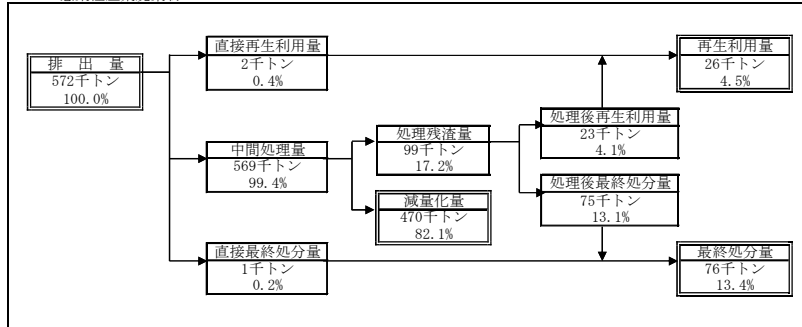 直接再生利用量
2千トン
0.4%
再生利用量
26千トン
4.5%
排出量
572千トン
100.0%
処理後再生利用量
23千トン
4.1%
中間処理量
569千トン
99.4%
処理残渣量
99千トン
17.2%
処理後最終処分量
75千トン
13.1%
減量化量
470千トン
82.1%
直接最終処分量
1千トン
0.2%
最終処分量
76千トン
13.4%